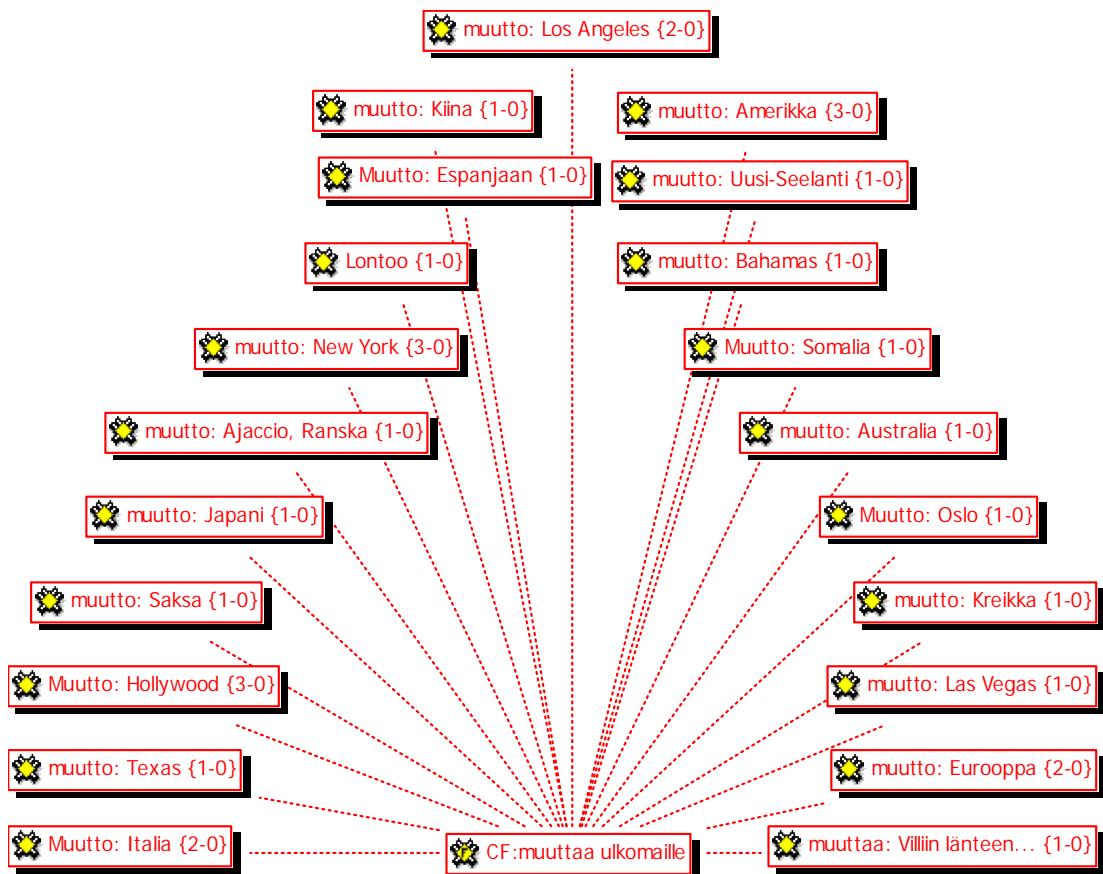 muutto: Los Angeles {2-0}
muutto: Kiina {1-0}
muutto: Amerikka {3-0}
Muutto: Espanjaan {1-0}
muutto: Uusi-Seelanti {1-0}
Lontoo {1-0}
muutto: Bahamas {1-0}
muutto: New York {3-0}
Muutto: Somalia {1-0}
muutto: Ajaccio, Ranska {1-0}
muutto: Australia {1-0}
muutto: Japani {1-0}
Muutto: Oslo {1-0}
muutto: Saksa {1-0}
muutto: Kreikka {1-0}
Muutto: Hollywood {3-0}
muutto: Las Vegas {1-0}
muutto: Texas {1-0}
muutto: Eurooppa {2-0}
Muutto: Italia {2-0}
CF:muuttaa ulkomaille
muuttaa: Villiin länteen... {1-0}